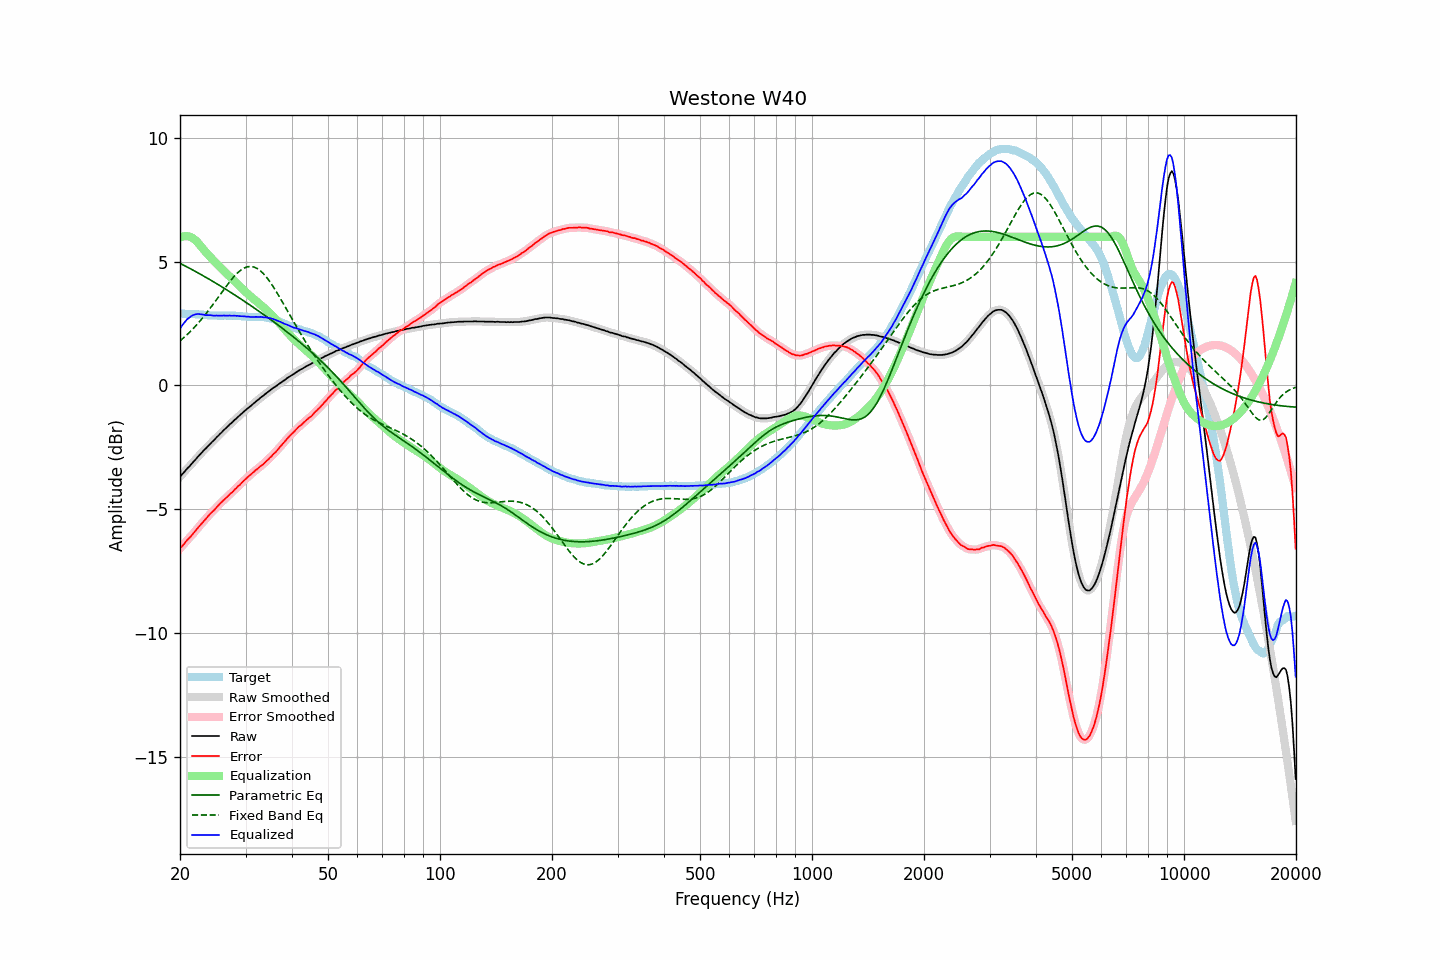 Westone W40
Amplitude (dBr)
10
5
0
−5
−10
−15
Target
Raw Smoothed
Error Smoothed
Raw
Error
Equalization
Parametric Eq
Fixed Band Eq
Equalized
20 50 100 200 500 1000 2000 5000 10000 20000
Frequency (Hz)